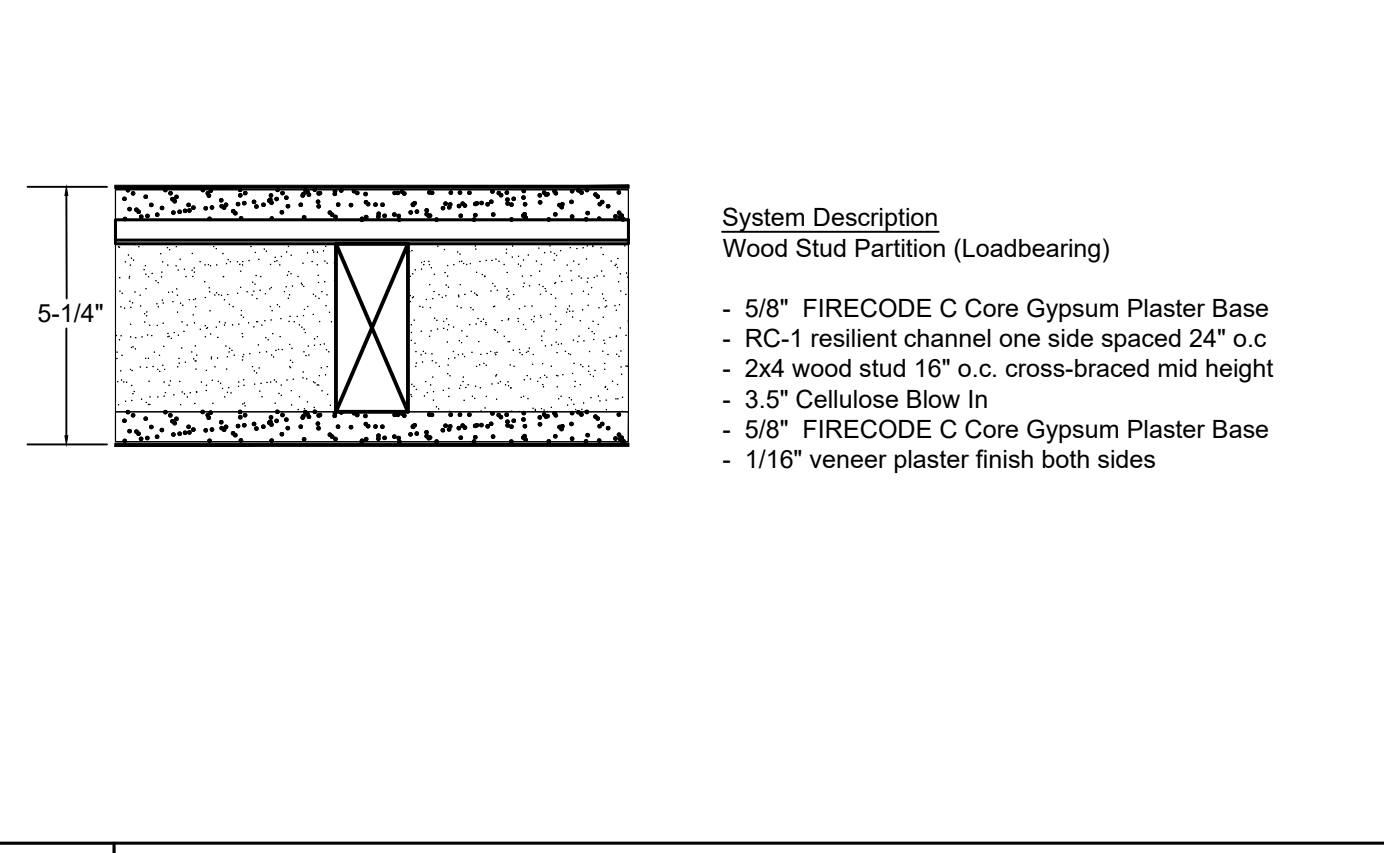 System Description
Wood Stud Partition (Loadbearing)
5-1/4"
- 5/8" FIRECODE C Core Gypsum Plaster Base
- RC-1 resilient channel one side spaced 24" o.c
- 2x4 wood stud 16" o.c. cross-braced mid height
- 3.5" Cellulose Blow In
- 5/8" FIRECODE C Core Gypsum Plaster Base
- 1/16" veneer plaster finish both sides